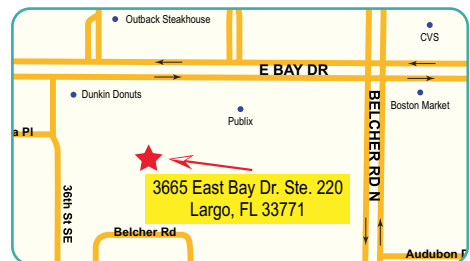 Outback Steakhouse
CVS
E BAY DR
Dunkin Donuts
Boston Market
Publix
a Pl
BELCHER RD N
3665 East Bay Dr. Ste. 220
Largo, FL 33771
36th St SE
Belcher Rd
Audubon